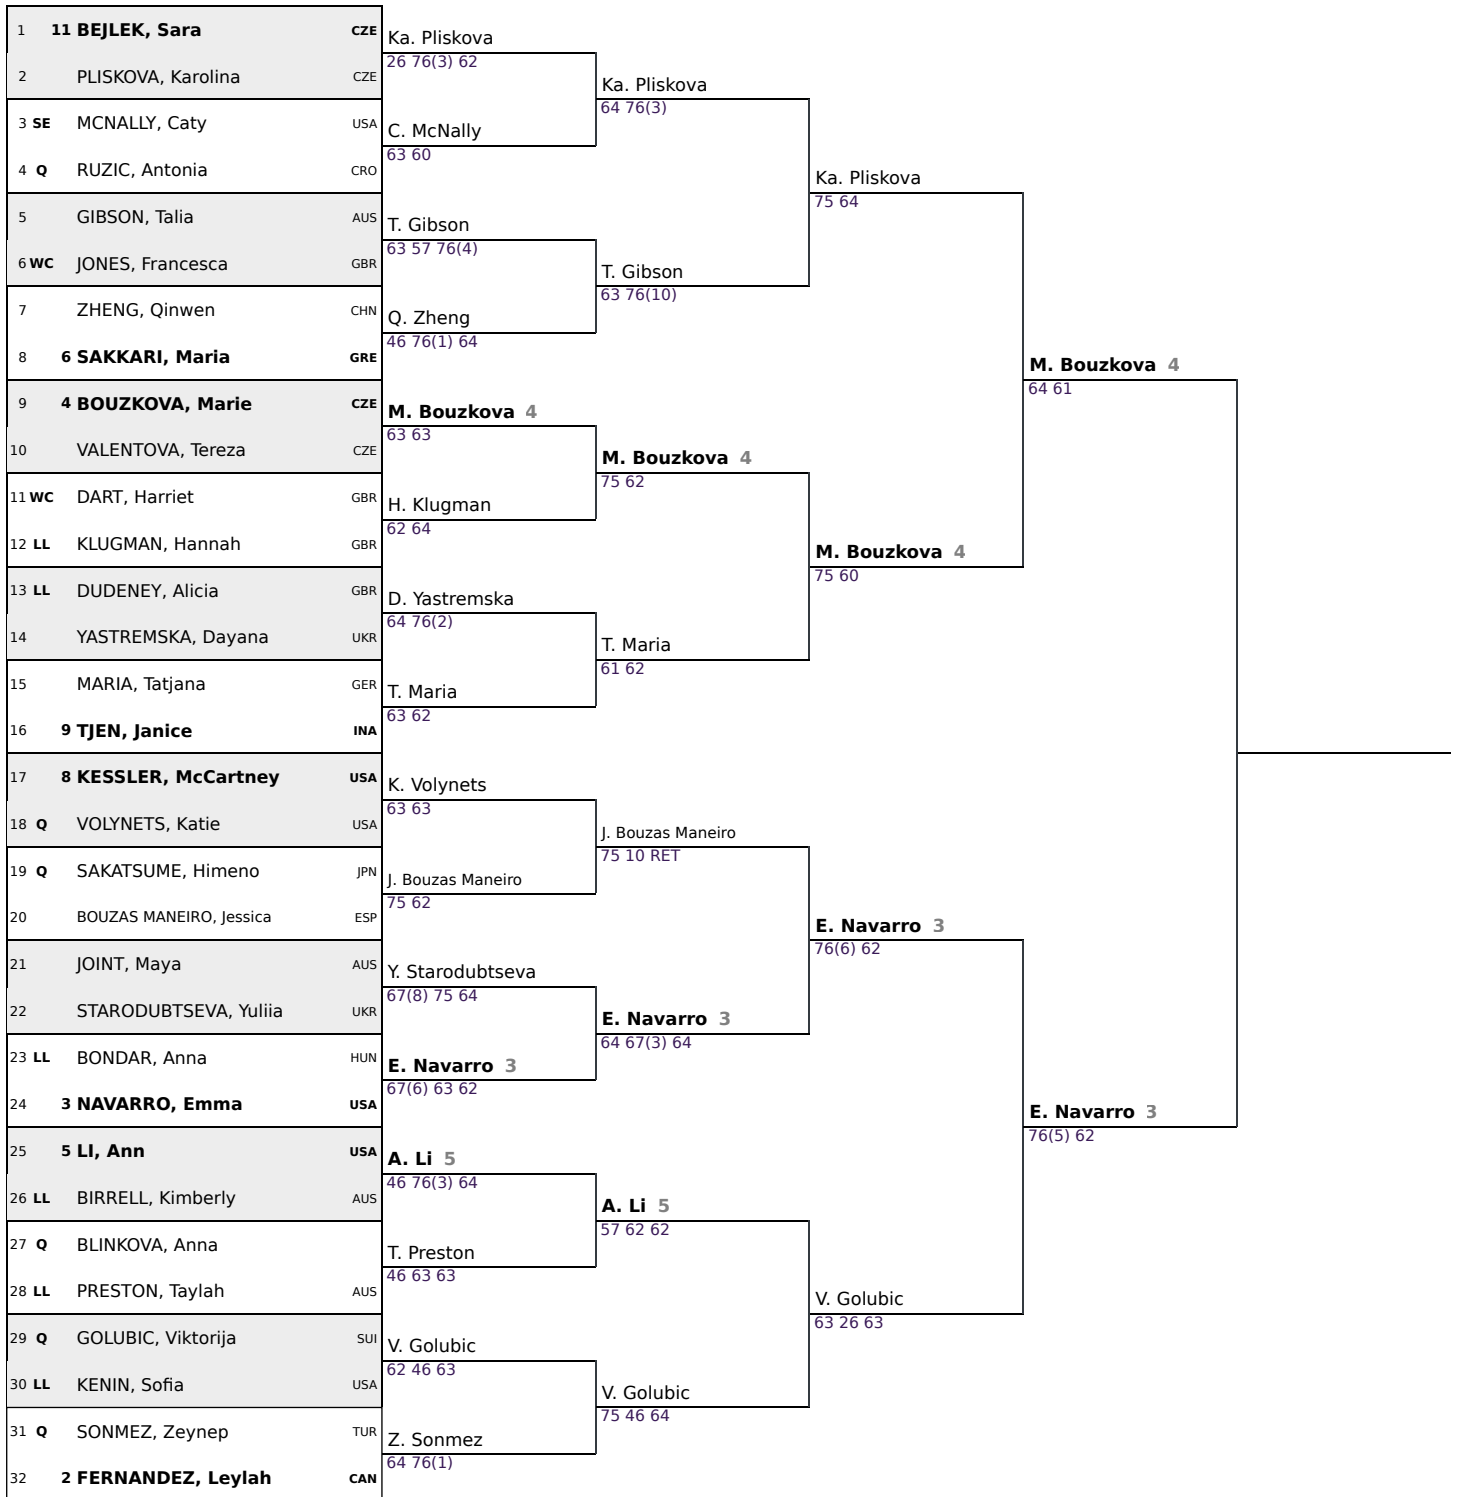 1 11 BEJLEK, Sara CZE
2 PLISKOVA, Karolina CZE
3 SE MCNALLY, Caty USA
4 Q RUZIC, Antonia CRO
5 GIBSON, Talia AUS
6 WC JONES, Francesca GBR
7 ZHENG, Qinwen CHN
8 6 SAKKARI, Maria GRE
9 4 BOUZKOVA, Marie CZE
10 VALENTOVA, Tereza CZE
11 WC DART, Harriet GBR
12 LL KLUGMAN, Hannah GBR
13 LL DUDENEY, Alicia GBR
14 YASTREMSKA, Dayana UKR
15 MARIA, Tatjana GER
16 9 TJEN, Janice INA
17 8 KESSLER, McCartney USA
18 Q VOLYNETS, Katie USA
19 Q SAKATSUME, Himeno JPN
20 BOUZAS MANEIRO, Jessica ESP
21 JOINT, Maya AUS
22 STARODUBTSEVA, Yuliia UKR
23 LL BONDAR, Anna HUN
24 3 NAVARRO, Emma USA
25 5 LI, Ann USA
26 LL BIRRELL, Kimberly AUS
27 Q BLINKOVA, Anna
28 LL PRESTON, Taylah AUS
29 Q GOLUBIC, Viktorija SUI
30 LL KENIN, Sofia USA
31 Q SONMEZ, Zeynep TUR
32 2 FERNANDEZ, Leylah CAN
Ka. Pliskova
26 76(3) 62
C. McNally
63 60
T. Gibson
63 57 76(4)
Q. Zheng
46 76(1) 64
M. Bouzkova 4
63 63
H. Klugman
62 64
D. Yastremska
64 76(2)
T. Maria
63 62
K. Volynets
63 63
J. Bouzas Maneiro
75 62
Y. Starodubtseva
67(8) 75 64
E. Navarro 3
67(6) 63 62
A. Li 5
46 76(3) 64
T. Preston
46 63 63
V. Golubic
62 46 63
Z. Sonmez
64 76(1)
Ka. Pliskova
64 76(3)
T. Gibson
63 76(10)
M. Bouzkova 4
75 62
T. Maria
61 62
J. Bouzas Maneiro
75 10 RET
E. Navarro 3
64 67(3) 64
A. Li 5
57 62 62
V. Golubic
75 46 64
Ka. Pliskova
75 64
M. Bouzkova 4
75 60
E. Navarro 3
76(6) 62
V. Golubic
63 26 63
M. Bouzkova 4
64 61
E. Navarro 3
76(5) 62